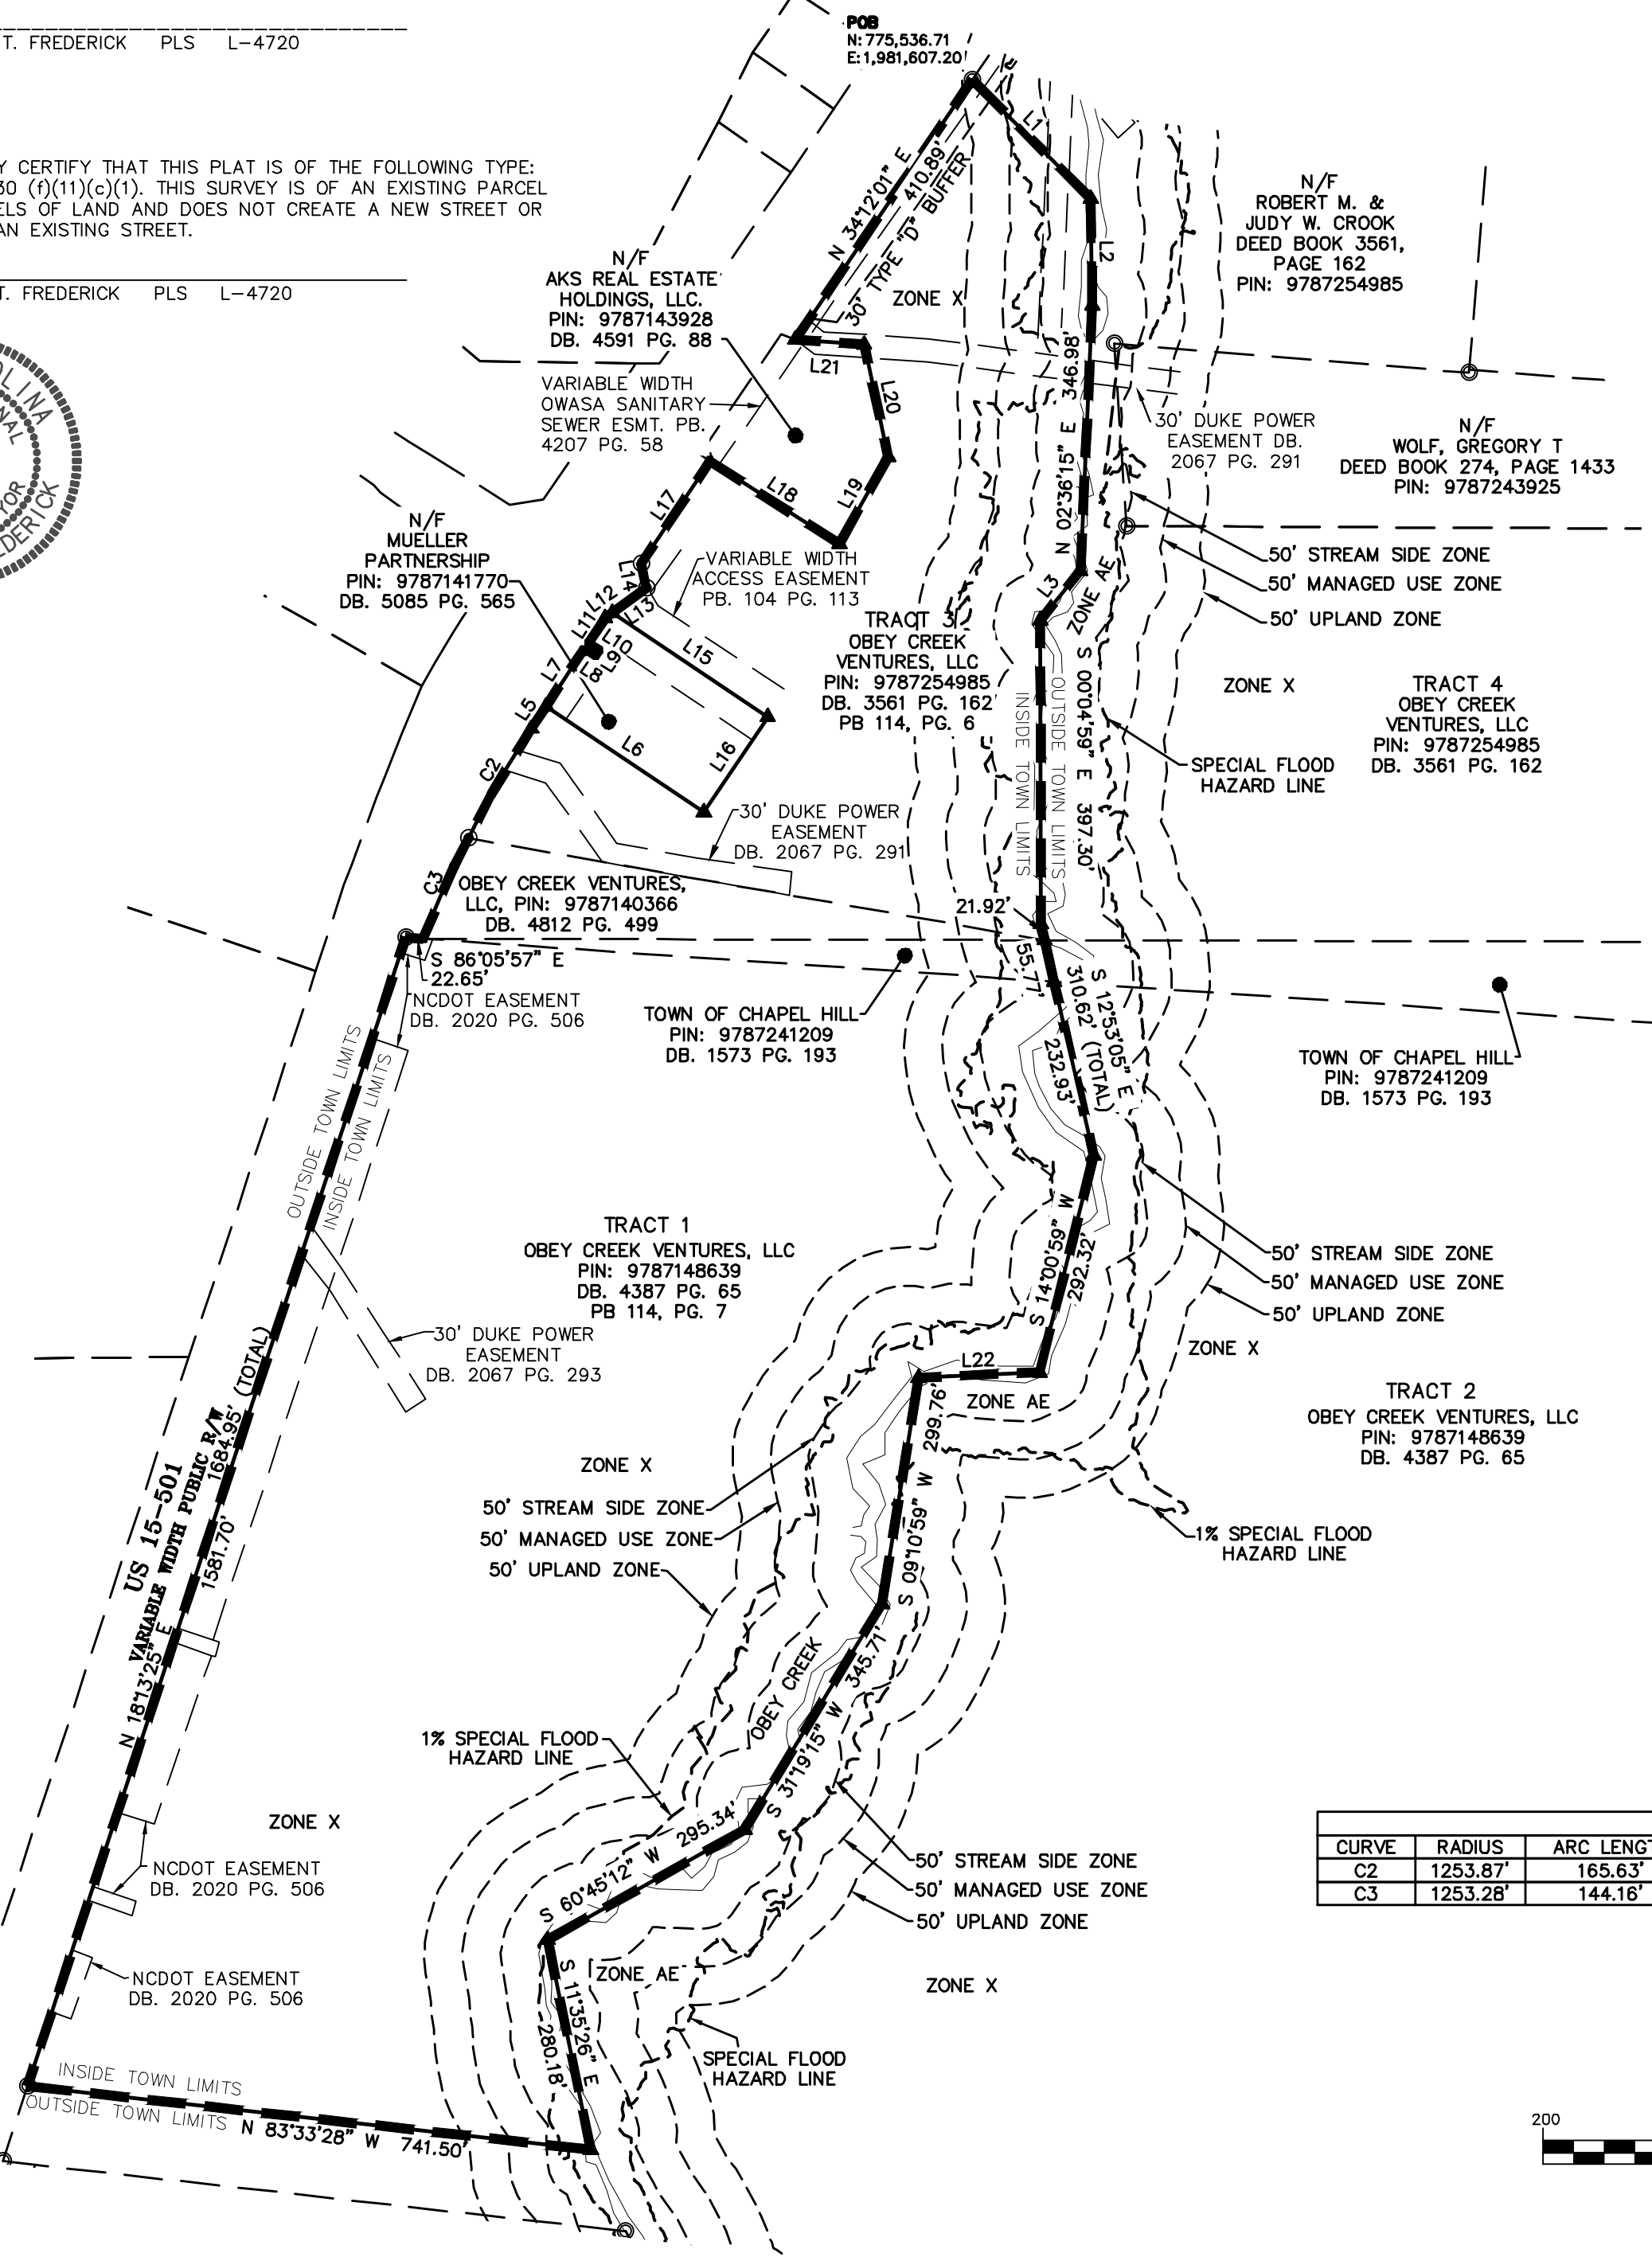 T. FREDERICK PLS L-4720
Y CERTIFY THAT THIS PLAT IS OF THE FOLLOWING TYPE:
30 (f)(11)(c)(1). THIS SURVEY IS OF AN EXISTING PARCEL
ELS OF LAND AND DOES NOT CREATE A NEW STREET OR
AN EXISTING STREET.
T. FREDERICK PLS L-4720
POB
N: 775,536.71
E: 1,981,607.20
L1
L2
N 34°12'01" E 410.89'
30' TYPE "D" BUFFER
ZONE X
N/F
ROBERT M. &
JUDY W. CROOK
DEED BOOK 3561,
PAGE 162
PIN: 9787254985
N/F
AKS REAL ESTATE
HOLDINGS, LLC.
PIN: 9787143928
DB. 4591 PG. 88
VARIABLE WIDTH
OWASA SANITARY
SEWER ESMT. PB.
4207 PG. 58
L21
L20
L19
L18
L17
N 02°36'15" E 346.98'
30' DUKE POWER
EASEMENT DB.
2067 PG. 291
N/F
WOLF, GREGORY T
DEED BOOK 274, PAGE 1433
PIN: 9787243925
50' STREAM SIDE ZONE
50' MANAGED USE ZONE
50' UPLAND ZONE
N/F
MUELLER
PARTNERSHIP
PIN: 9787141770
DB. 5085 PG. 565
VARIABLE WIDTH
ACCESS EASEMENT
PB. 104 PG. 113
L14
L12
L13
L11
L10
L9
L8
L7
L5
L15
L16
L6
C2
C3
L3
ZONE AE
TRACT 3
OBEY CREEK
VENTURES, LLC
PIN: 9787254985
DB. 3561 PG. 162
PB 114, PG. 6
INSIDE TOWN LIMITS
OUTSIDE TOWN LIMITS
S 00°04'59" E 397.30'
ZONE X
TRACT 4
OBEY CREEK
VENTURES, LLC
PIN: 9787254985
DB. 3561 PG. 162
SPECIAL FLOOD
HAZARD LINE
30' DUKE POWER
EASEMENT
DB. 2067 PG. 291
OBEY CREEK VENTURES,
LLC, PIN: 9787140366
DB. 4812 PG. 499
21.92'
55.77'
S 12°53'05" E
310.62' (TOTAL)
232.93'
S 86°05'57" E
22.65'
NCDOT EASEMENT
DB. 2020 PG. 506
TOWN OF CHAPEL HILL
PIN: 9787241209
DB. 1573 PG. 193
TOWN OF CHAPEL HILL
PIN: 9787241209
DB. 1573 PG. 193
OUTSIDE TOWN LIMITS
INSIDE TOWN LIMITS
TRACT 1
OBEY CREEK VENTURES, LLC
PIN: 9787148639
DB. 4387 PG. 65
PB 114, PG. 7
S 14°00'59" W
292.32'
50' STREAM SIDE ZONE
50' MANAGED USE ZONE
50' UPLAND ZONE
ZONE X
30' DUKE POWER
EASEMENT
DB. 2067 PG. 293
L22
ZONE AE
TRACT 2
OBEY CREEK VENTURES, LLC
PIN: 9787148639
DB. 4387 PG. 65
US 15-501
VARIABLE WIDTH PUBLIC R/W
1684.95' (TOTAL)
1581.70'
N 18°13'25" E
ZONE X
50' STREAM SIDE ZONE
50' MANAGED USE ZONE
50' UPLAND ZONE
S 09°10'59" W 299.76'
1% SPECIAL FLOOD
HAZARD LINE
OBEY CREEK
S 31°19'15" W 345.71'
1% SPECIAL FLOOD
HAZARD LINE
ZONE X
S 60°45'12" W 295.34'
CURVE RADIUS ARC LENGT
C2 1253.87' 165.63'
C3 1253.28' 144.16'
50' STREAM SIDE ZONE
50' MANAGED USE ZONE
50' UPLAND ZONE
NCDOT EASEMENT
DB. 2020 PG. 506
NCDOT EASEMENT
DB. 2020 PG. 506
S 11°35'26" E
280.18'
ZONE AE
ZONE X
SPECIAL FLOOD
HAZARD LINE
INSIDE TOWN LIMITS
OUTSIDE TOWN LIMITS
N 83°33'28" W 741.50'
200